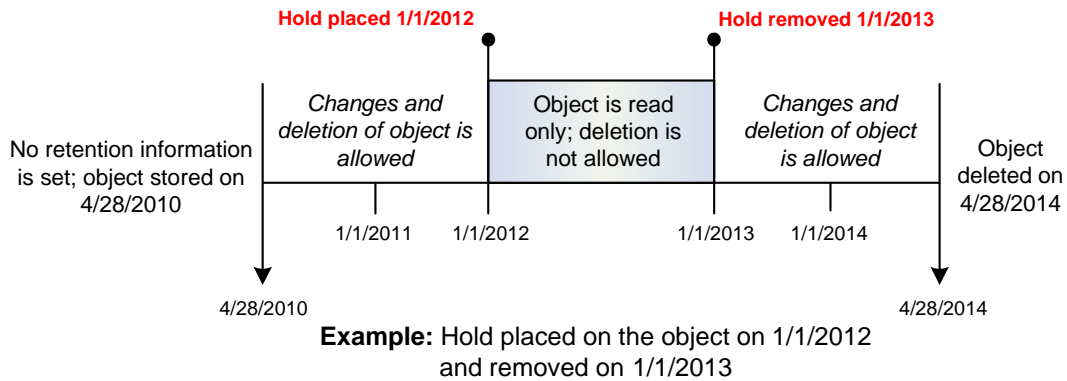 Hold placed 1/1/2012
Hold removed 1/1/2013
Changes and
deletion of object is
allowed
Object is read
only; deletion is
not allowed
Changes and
deletion of object
is allowed
No retention information
is set; object stored on
4/28/2010
Object
deleted on
4/28/2014
1/1/2011
1/1/2012
1/1/2013
1/1/2014
4/28/2010
4/28/2014
Example: Hold placed on the object on 1/1/2012
and removed on 1/1/2013